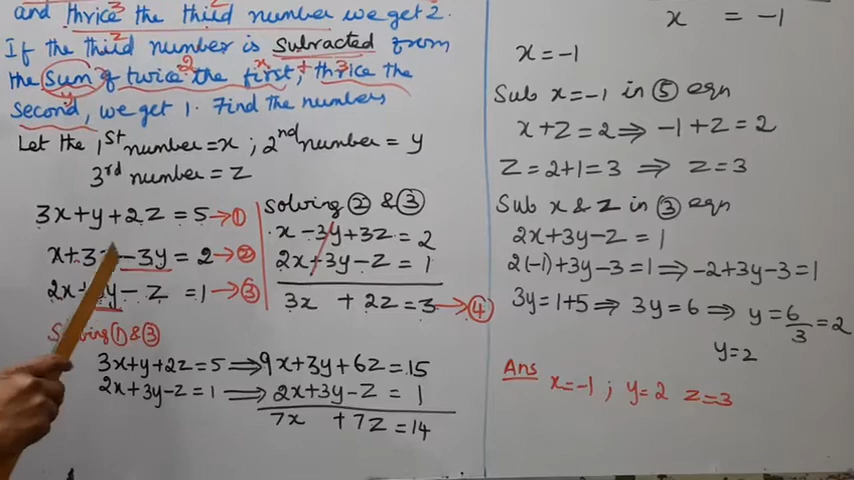 and thrice the third number we get 2.
If the third number is subracted from
the sum of twice the first, thrice the
second, we get 1. Find the numbers
Let the 1st number = x ; 2nd number = y
3rd number = z
3x+y+2z = 5 → ①
x+3 -3y = 2 → ②
2x+3y - z = 1 → ③
Solving ① & ③
3x+y+2z = 5 ⟹ 9x+3y+6z = 15
2x+3y-z = 1 ⟹ 2x+3y-z = 1
7x + 7z = 14
Solving ② & ③
x - 3y + 3z = 2
2x + 3y - z = 1
3x + 2z = 3 → ④
x = -1
x = -1
Sub x = -1 in ⑤ eqn
x+z = 2 ⟹ -1+z = 2
z = 2+1 = 3 ⟹ z = 3
Sub x & z in ③ eqn
2x+3y-z = 1
2(-1)+3y-3 = 1 ⟹ -2+3y-3 = 1
3y = 1+5 ⟹ 3y = 6 ⟹ y = 6/3 = 2
y = 2
Ans
x = -1 ; y = 2 z = 3